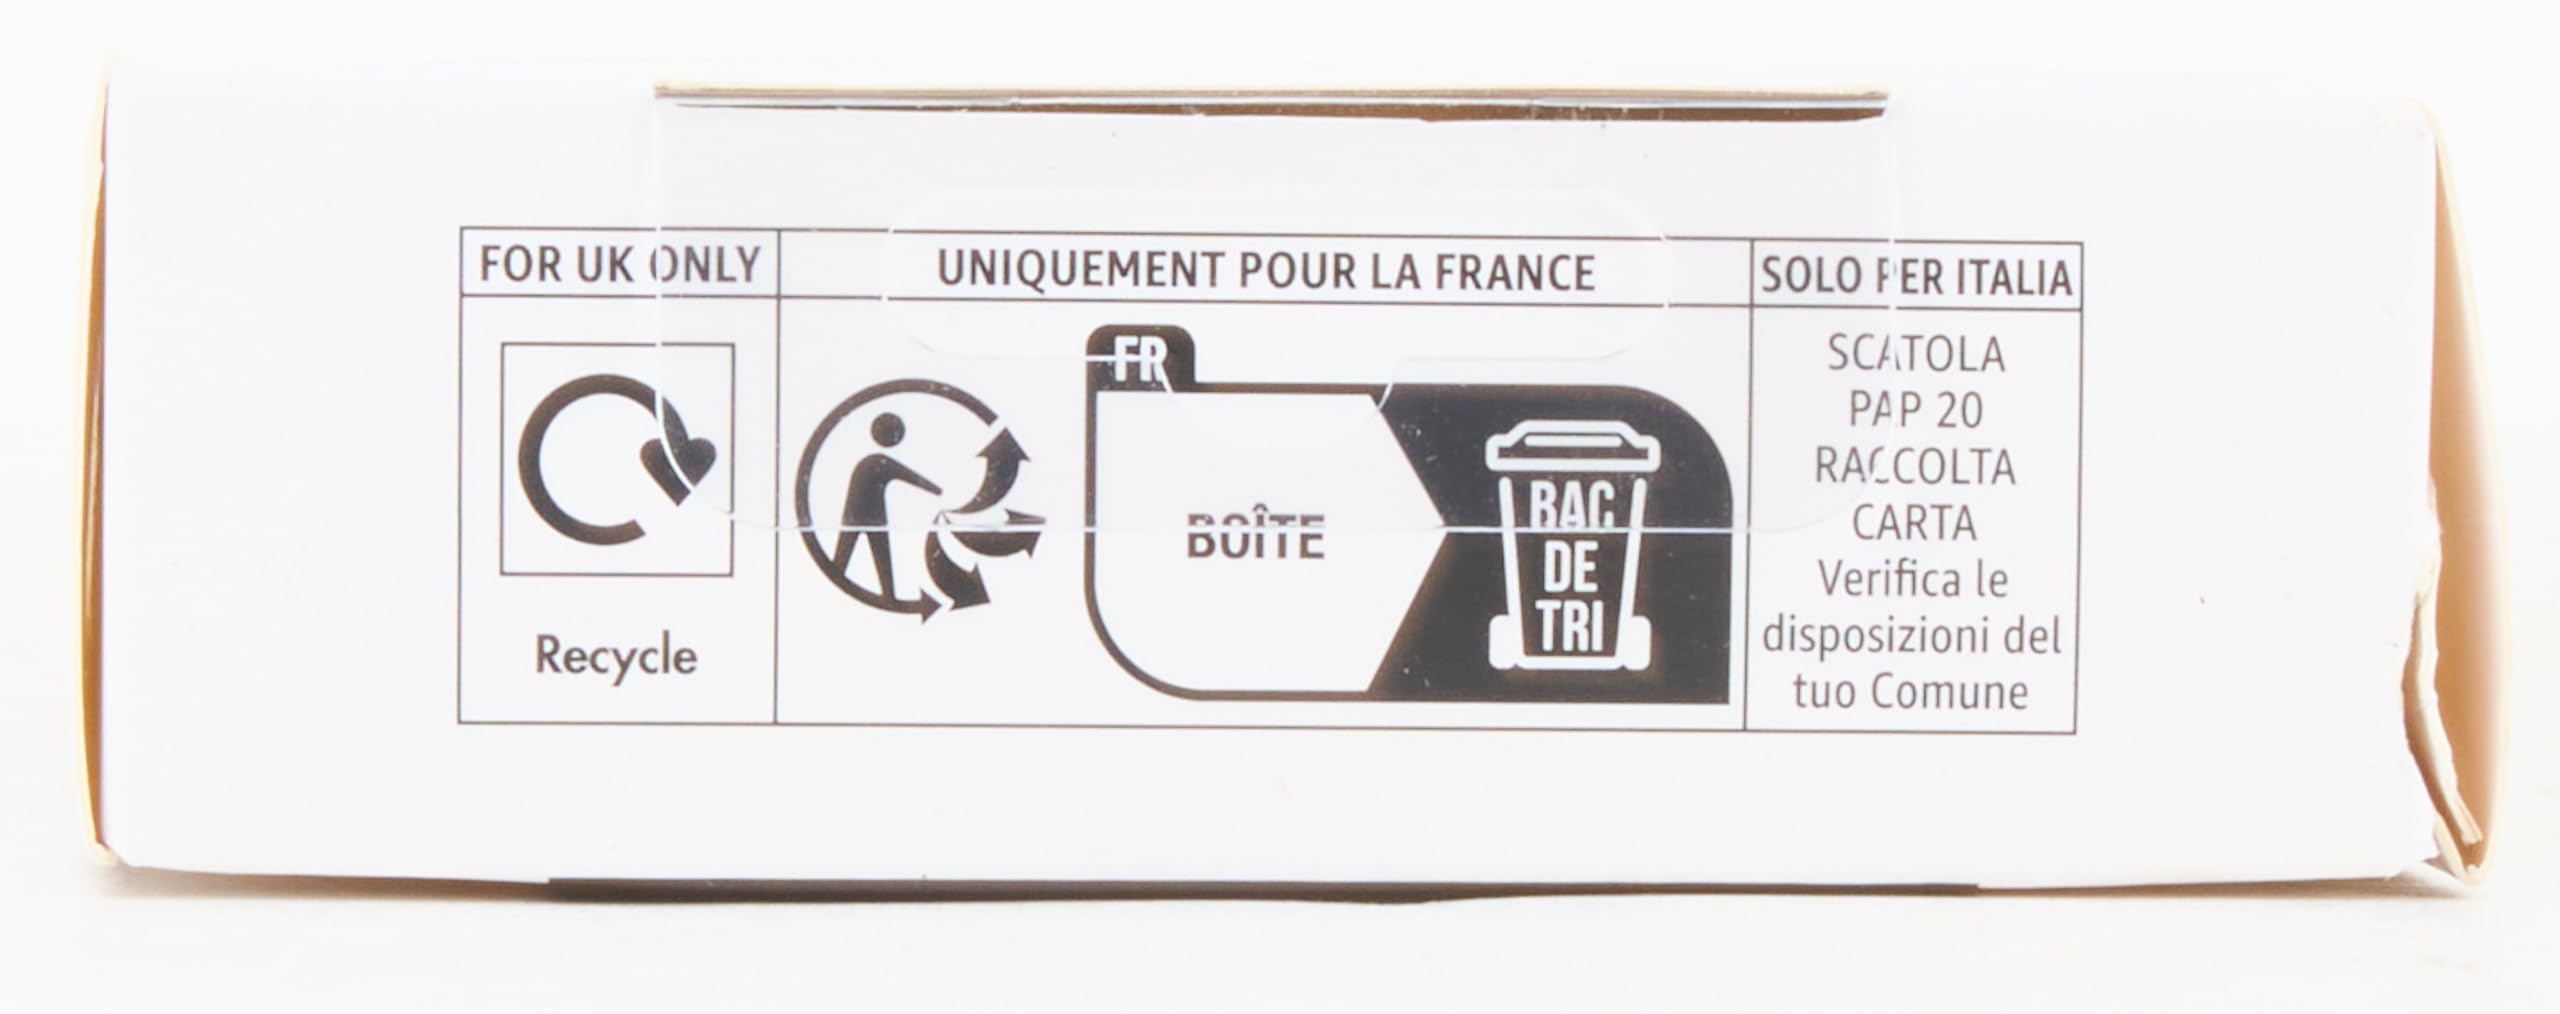 FOR UK ONLY
Recycle
UNIQUEMENT POUR LA FRANCE
FR
BOÎTE
BAC
DE
TRI
SOLO PER ITALIA
SCATOLA
PAP 20
RACCOLTA
CARTA
Verifica le
disposizioni del
tuo Comune